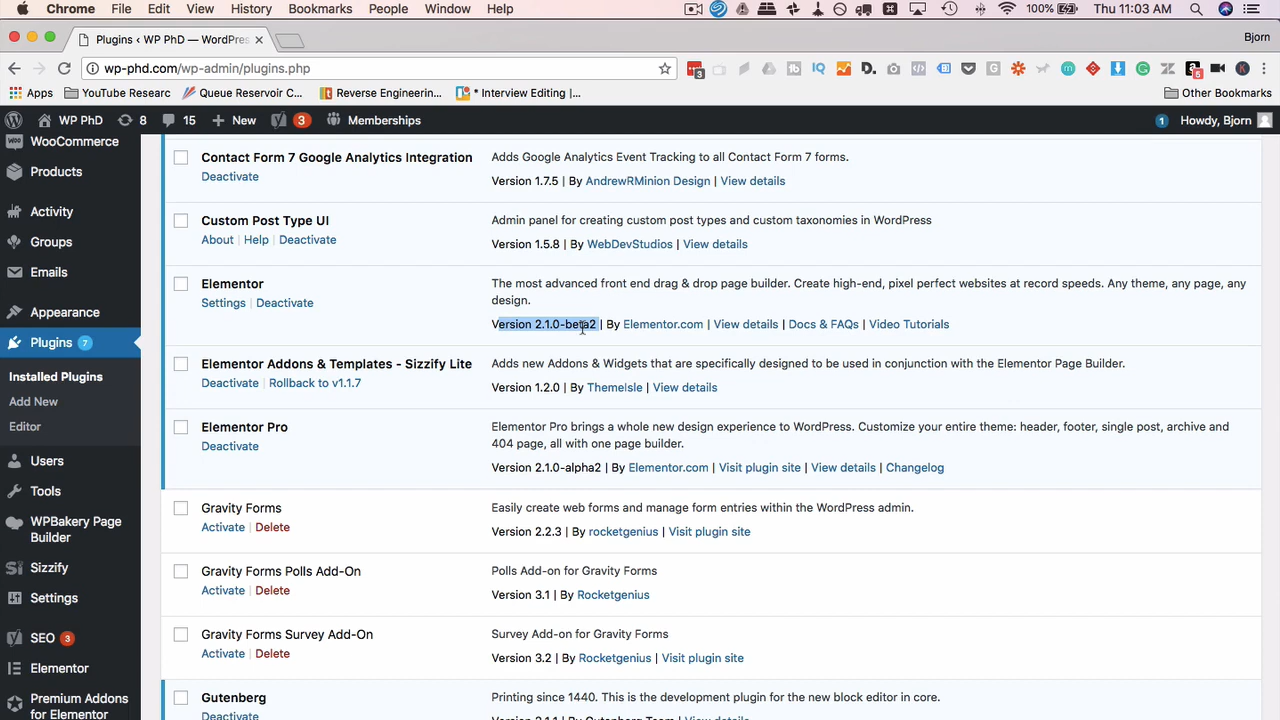 Chrome File Edit View History Bookmarks People Window Help 100% Thu 11:03 AM
Plugins ‹ WP PhD — WordPres Bjorn
wp-phd.com/wp-admin/plugins.php
Apps YouTube Researc Queue Reservoir C... Reverse Engineerin... * Interview Editing |... Other Bookmarks
WP PhD 8 15 New 3 Memberships 1 Howdy, Bjorn
WooCommerce
Products
Activity
Groups
Emails
Appearance
Plugins 7
Installed Plugins
Add New
Editor
Users
Tools
WPBakery Page
Builder
Sizzify
Settings
SEO 3
Elementor
Premium Addons
for Elementor
Contact Form 7 Google Analytics Integration
Deactivate
Adds Google Analytics Event Tracking to all Contact Form 7 forms.
Version 1.7.5 | By AndrewRMinion Design | View details
Custom Post Type UI
About | Help | Deactivate
Admin panel for creating custom post types and custom taxonomies in WordPress
Version 1.5.8 | By WebDevStudios | View details
Elementor
Settings | Deactivate
The most advanced front end drag & drop page builder. Create high-end, pixel perfect websites at record speeds. Any theme, any page, any
design.
Version 2.1.0-beta2 | By Elementor.com | View details | Docs & FAQs | Video Tutorials
Elementor Addons & Templates - Sizzify Lite
Deactivate | Rollback to v1.1.7
Adds new Addons & Widgets that are specifically designed to be used in conjunction with the Elementor Page Builder.
Version 1.2.0 | By ThemeIsle | View details
Elementor Pro
Deactivate
Elementor Pro brings a whole new design experience to WordPress. Customize your entire theme: header, footer, single post, archive and
404 page, all with one page builder.
Version 2.1.0-alpha2 | By Elementor.com | Visit plugin site | View details | Changelog
Gravity Forms
Activate | Delete
Easily create web forms and manage form entries within the WordPress admin.
Version 2.2.3 | By rocketgenius | Visit plugin site
Gravity Forms Polls Add-On
Activate | Delete
Polls Add-on for Gravity Forms
Version 3.1 | By Rocketgenius
Gravity Forms Survey Add-On
Activate | Delete
Survey Add-on for Gravity Forms
Version 3.2 | By Rocketgenius | Visit plugin site
Gutenberg
Deactivate
Printing since 1440. This is the development plugin for the new block editor in core.